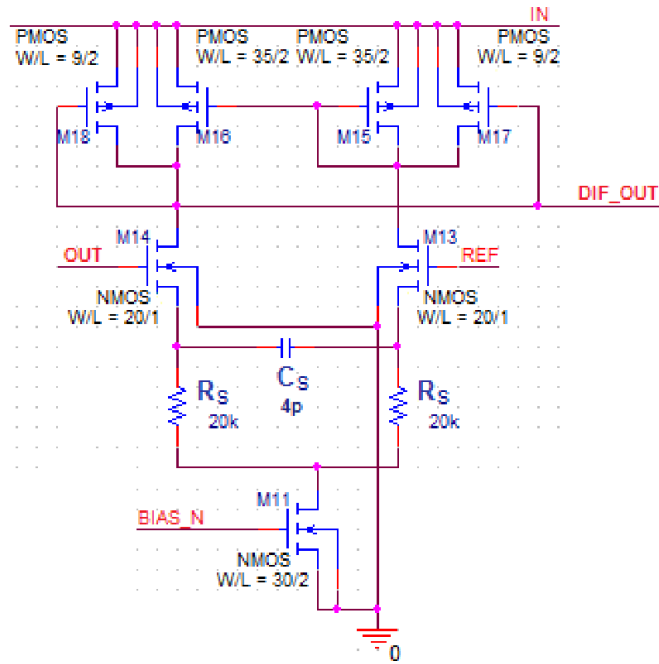 IN
PMOS PMOS PMOS PMOS
W/L = 9/2 W/L = 35/2 W/L = 35/2 W/L = 9/2
M18 M16 M15 M17
DIF_OUT
M14 M13
OUT REF
NMOS NMOS
W/L = 20/1 W/L = 20/1
CS
4p
RS RS
20k 20k
M11
BIAS_N
NMOS
W/L = 30/2
0